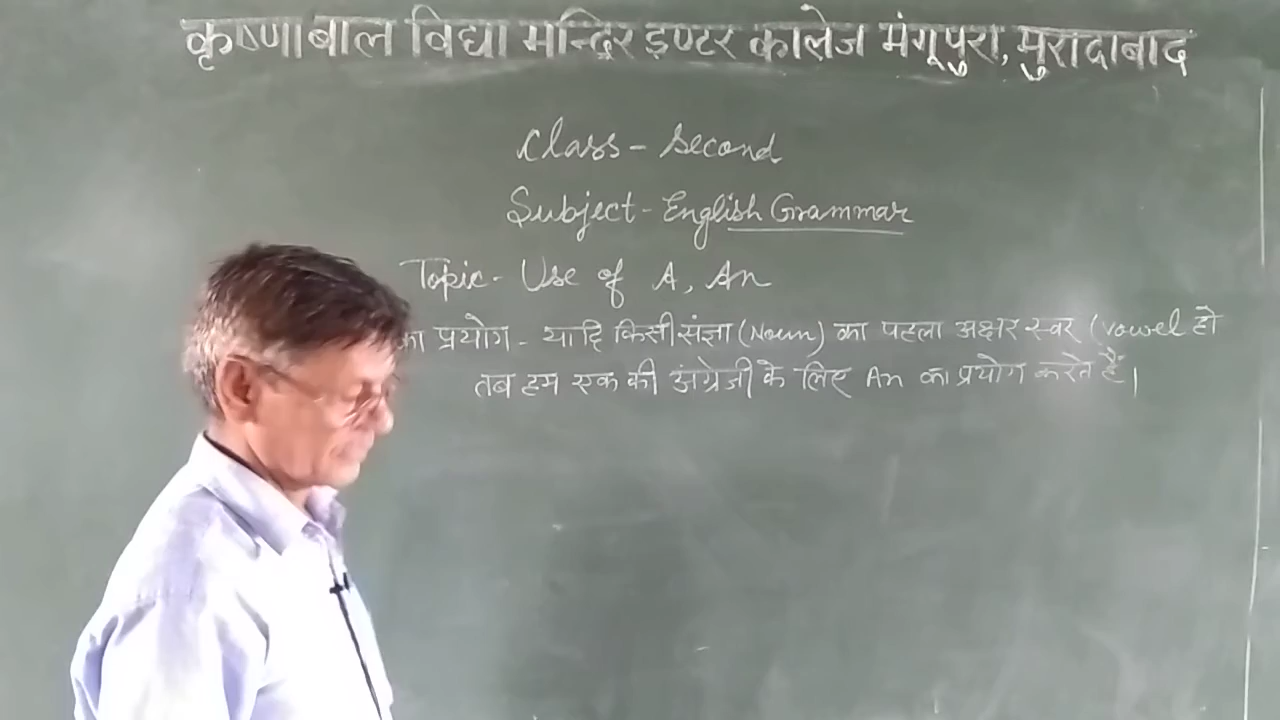 कृष्णा बाल विद्या मन्दिर इण्टर कालेज मंगूपुरा, मुरादाबाद
Class - Second
Subject - English Grammar
Topic - Use of A, An
का प्रयोग - यादि किसी संज्ञा (Noun) का पहला अक्षर स्वर (vowel हो
तब हम एक की अंग्रेजी के लिए An का प्रयोग करते हैं।